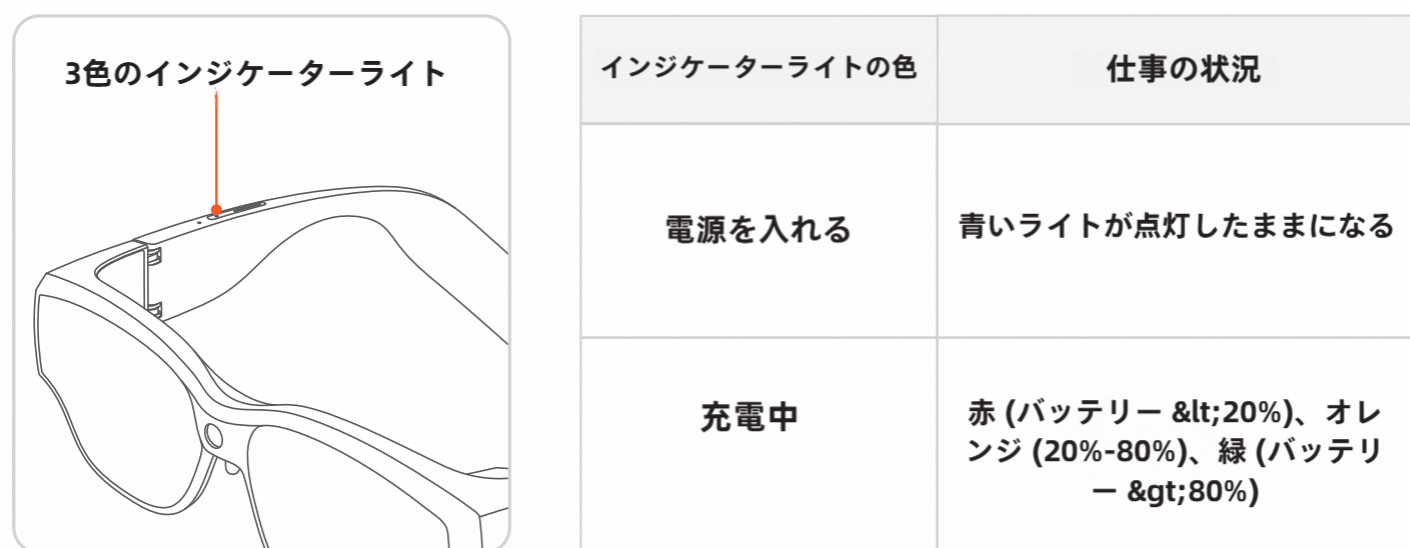 3色のインジケーターライト
インジケーターライトの色
仕事の状況
電源を入れる
青いライトが点灯したままになる
充電中
赤 (バッテリー &lt;20%)、オレ
ンジ (20%-80%)、緑 (バッテリ
ー &gt;80%)